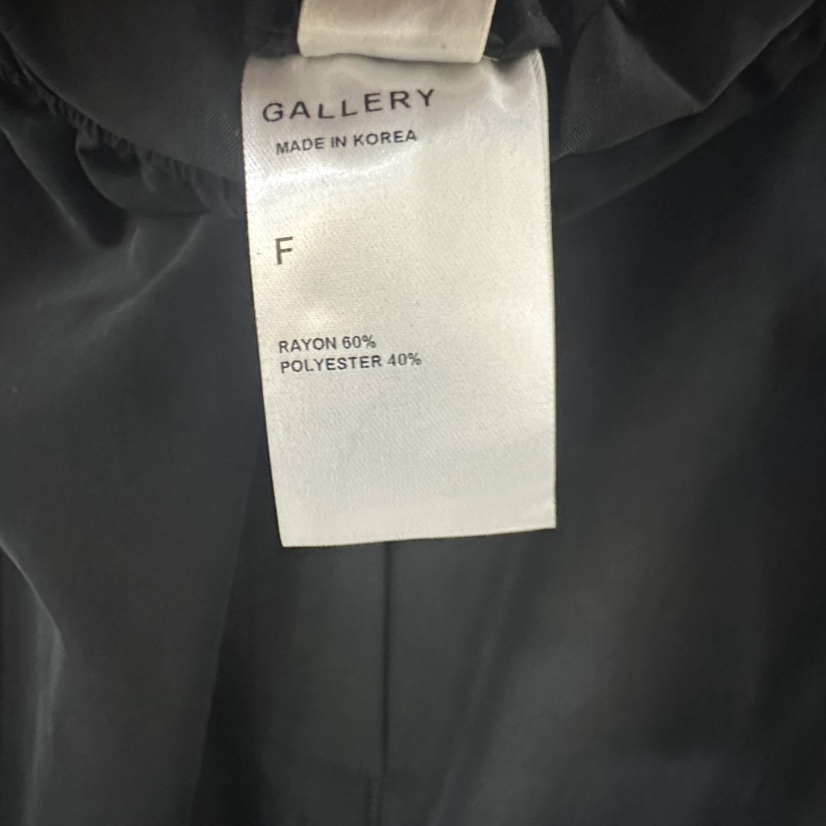 GALLERY
MADE IN KOREA
F
RAYON 60%
POLYESTER 40%